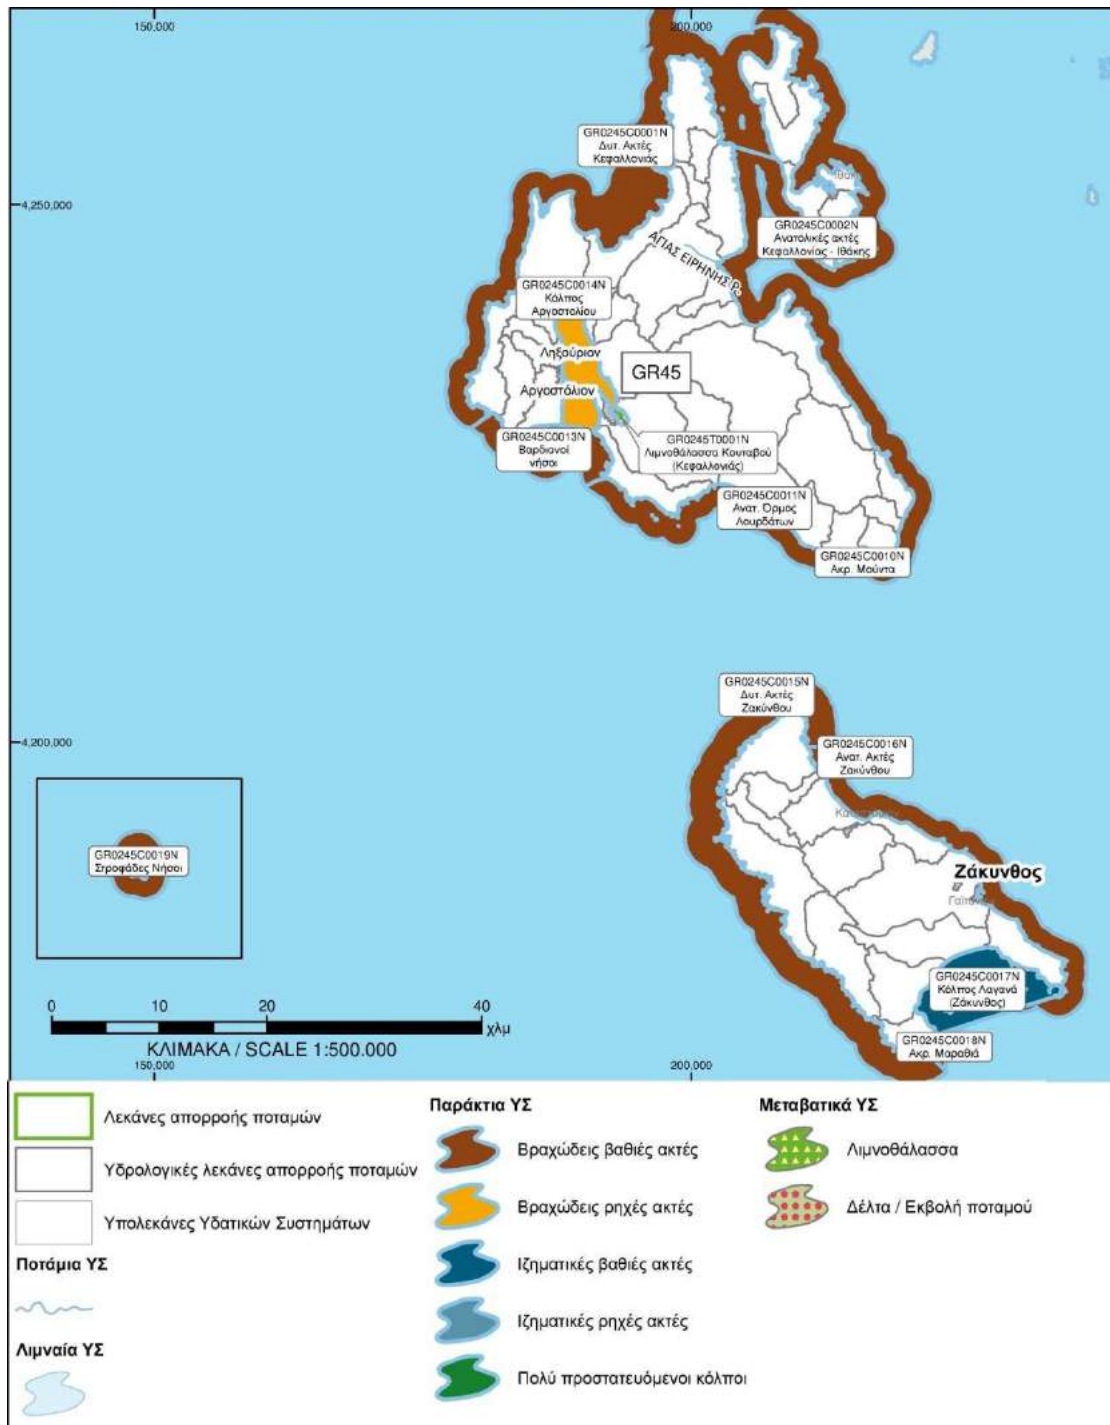 150,000
200,000
GR0245C0001N
Δυτ. Ακτές
Κεφαλλονιάς
4,250,000
GR0245C0002N
Ανατολικές ακτές
Κεφαλλονίας - Ιθάκης
ΑΓΙΑΣ ΕΙΡΗΝΗΣ Ρ.
GR0245C0014N
Κόλπος
Αργοστολίου
Ληξούριον
GR45
Αργοστόλιον
GR0245C0013N
Βαρδιανοί
νήσοι
GR0245T0001N
Λιμνοθάλασσα Κουταβού
(Κεφαλλονιάς)
GR0245C0011N
Ανατ. Όρμος
Λουρδάτων
GR0245C0010N
Ακρ. Μούντα
GR0245C0015N
Δυτ. Ακτές
Ζακύνθου
4,200,000
GR0245C0016N
Ανατ. Ακτές
Ζακύνθου
GR0245C0019N
Στροφάδες Νήσοι
Ζάκυνθος
GR0245C0017N
Κόλπος Λαγανά
(Ζάκυνθος)
GR0245C0018N
Ακρ. Μαραθιά
0 20 40
10 χλμ
ΚΛΙΜΑΚΑ / SCALE 1:500.000
150,000
200,000
Λεκάνες απορροής ποταμών
Υδρολογικές λεκάνες απορροής ποταμών
Υπολεκάνες Υδατικών Συστημάτων
Ποτάμια ΥΣ
Λιμναία ΥΣ
Παράκτια ΥΣ
Βραχώδεις βαθιές ακτές
Βραχώδεις ρηχές ακτές
Ιζηματικές βαθιές ακτές
Ιζηματικές ρηχές ακτές
Πολύ προστατευόμενοι κόλποι
Μεταβατικά ΥΣ
Λιμνοθάλασσα
Δέλτα / Εκβολή ποταμού